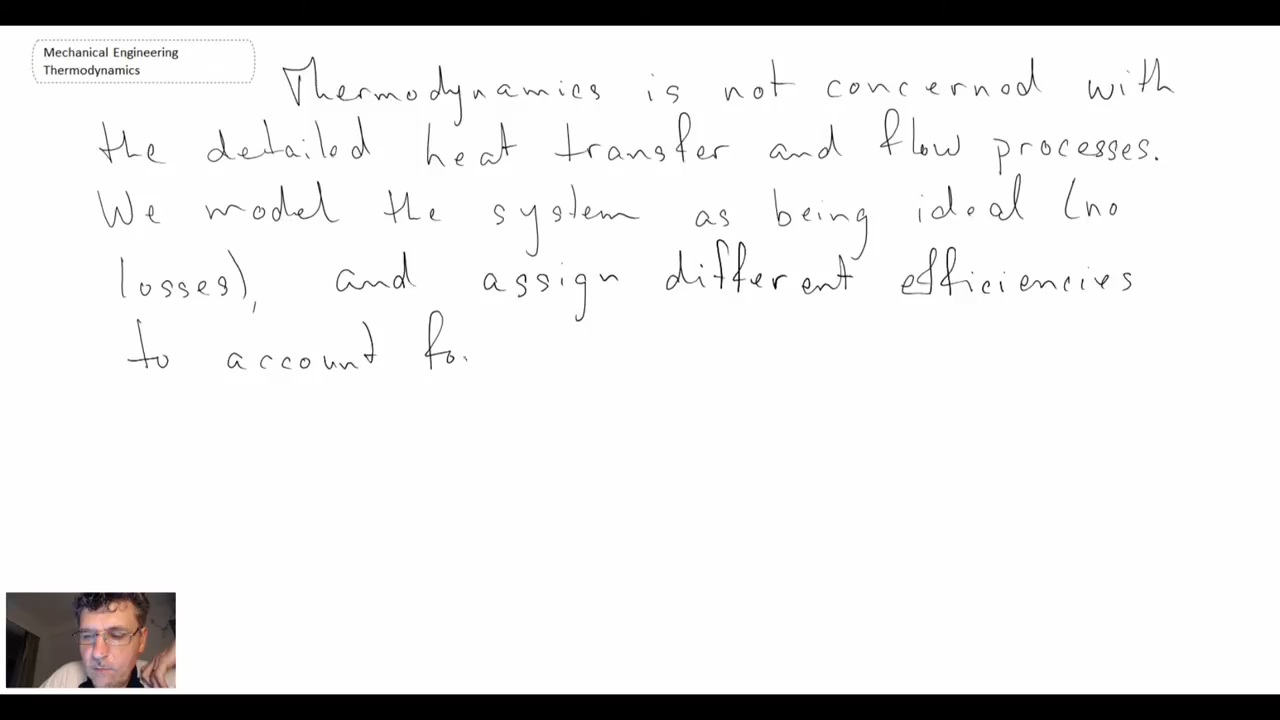 Mechanical Engineering
Thermodynamics
Thermodynamics is not concerned with
the detailed heat transfer and flow processes.
We model the system as being ideal (no
losses), and assign different efficiencies
to account fo